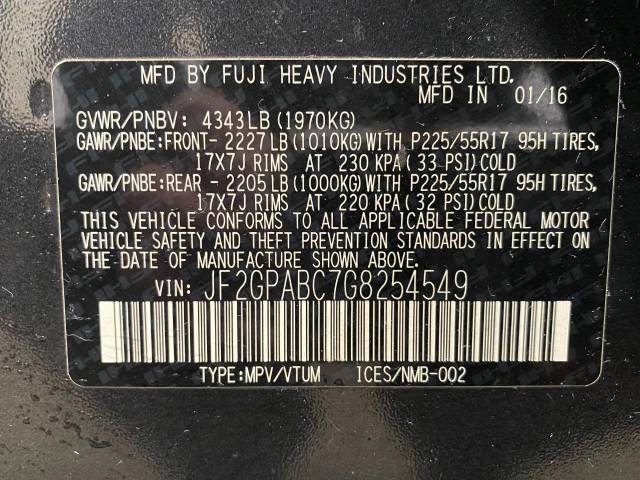 MFD BY FUJI HEAVY INDUSTRIES LTD.
MFD IN 01/16
GVWR/PNBV: 4343LB(1970KG)
GAWR/PNBE:FRONT- 2227LB(1010KG)WITH P225/55R17 95H TIRES,
17X7J RIMS AT 230 KPA(33 PSI)COLD
GAWR/PNBE:REAR - 2205LB(1000KG)WITH P225/55R17 95H TIRES,
17X7J RIMS AT 220 KPA(32 PSI)COLD
THIS VEHICLE CONFORMS TO ALL APPLICABLE FEDERAL MOTOR
VEHICLE SAFETY AND THEFT PREVENTION STANDARDS IN EFFECT ON
THE DATE OF MANUFACTURE SHOWN ABOVE.
VIN: JF2GPABC7G8254549
TYPE:MPV/VTUM ICES/NMB-002